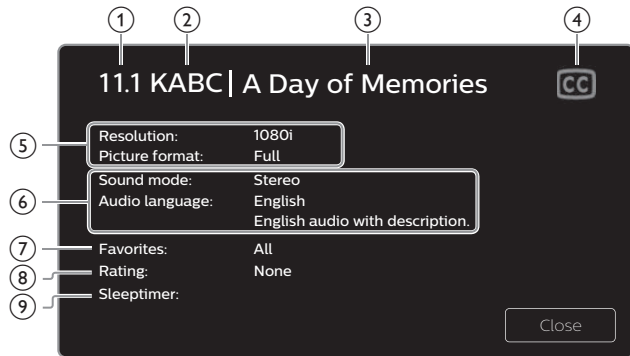 1 2 3 4
11.1 KABC | A Day of Memories CC
5 Resolution: 1080i
Picture format: Full
6 Sound mode: Stereo
Audio language: English
English audio with description.
7 Favorites: All
8 Rating: None
9 Sleeptimer:
Close